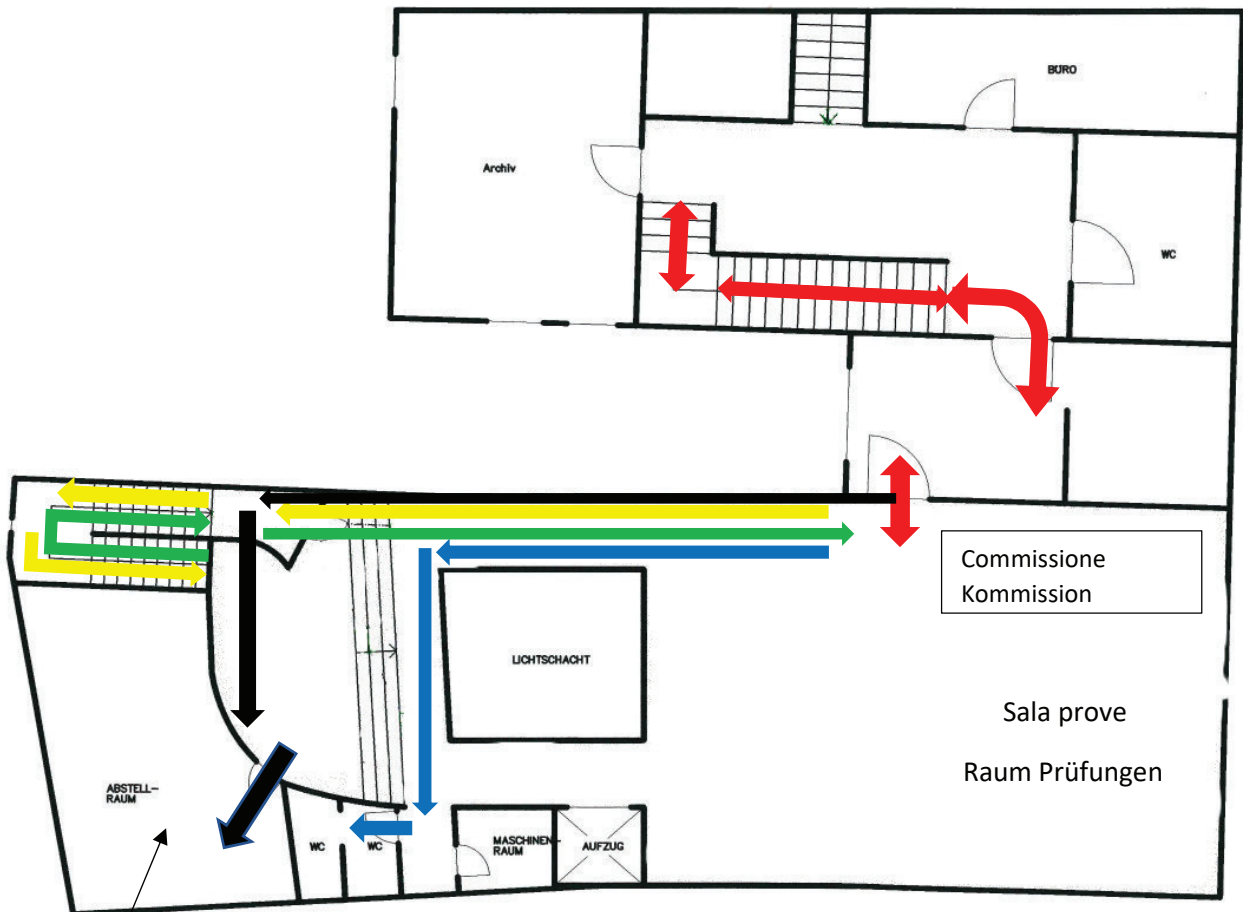 BÜRO
Archiv
WC
Commissione
Kommission
LICHTSCHACHT
Sala prove
Raum Prüfungen
ABSTELL-
RAUM
WC
WC
MASCHINEN-
RAUM
AUFZUG